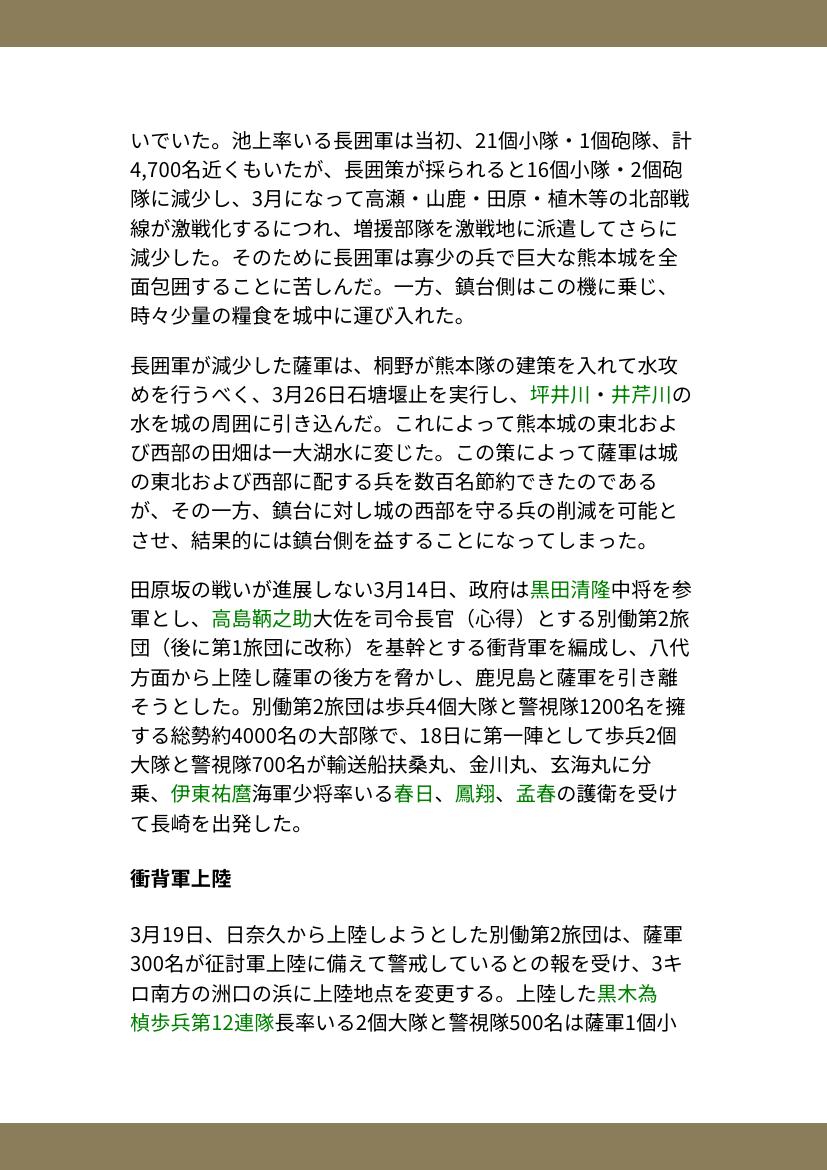 いでいた。池上率いる長囲軍は当初、21個小隊・1個砲隊、計
4,700名近くもいたが、長囲策が採られると16個小隊・2個砲
隊に減少し、3月になって高瀬・山鹿・田原・植木等の北部戦
線が激戦化するにつれ、増援部隊を激戦地に派遣してさらに
減少した。そのために長囲軍は寡少の兵で巨大な熊本城を全
面包囲することに苦しんだ。一方、鎮台側はこの機に乗じ、
時々少量の糧食を城中に運び入れた。
長囲軍が減少した薩軍は、桐野が熊本隊の建策を入れて水攻
めを行うべく、3月26日石塘堰止を実行し、坪井川・井芹川の
水を城の周囲に引き込んだ。これによって熊本城の東北およ
び西部の田畑は一大湖水に変じた。この策によって薩軍は城
の東北および西部に配する兵を数百名節約できたのである
が、その一方、鎮台に対し城の西部を守る兵の削減を可能と
させ、結果的には鎮台側を益することになってしまった。
田原坂の戦いが進展しない3月14日、政府は黒田清隆中将を参
軍とし、高島鞆之助大佐を司令長官（心得）とする別働第2旅
団（後に第1旅団に改称）を基幹とする衝背軍を編成し、八代
方面から上陸し薩軍の後方を脅かし、鹿児島と薩軍を引き離
そうとした。別働第2旅団は歩兵4個大隊と警視隊1200名を擁
する総勢約4000名の大部隊で、18日に第一陣として歩兵2個
大隊と警視隊700名が輸送船扶桑丸、金川丸、玄海丸に分
乗、伊東祐麿海軍少将率いる春日、鳳翔、孟春の護衛を受け
て長崎を出発した。
衝背軍上陸
3月19日、日奈久から上陸しようとした別働第2旅団は、薩軍
300名が征討軍上陸に備えて警戒しているとの報を受け、3キ
ロ南方の洲口の浜に上陸地点を変更する。上陸した黒木為
楨歩兵第12連隊長率いる2個大隊と警視隊500名は薩軍1個小